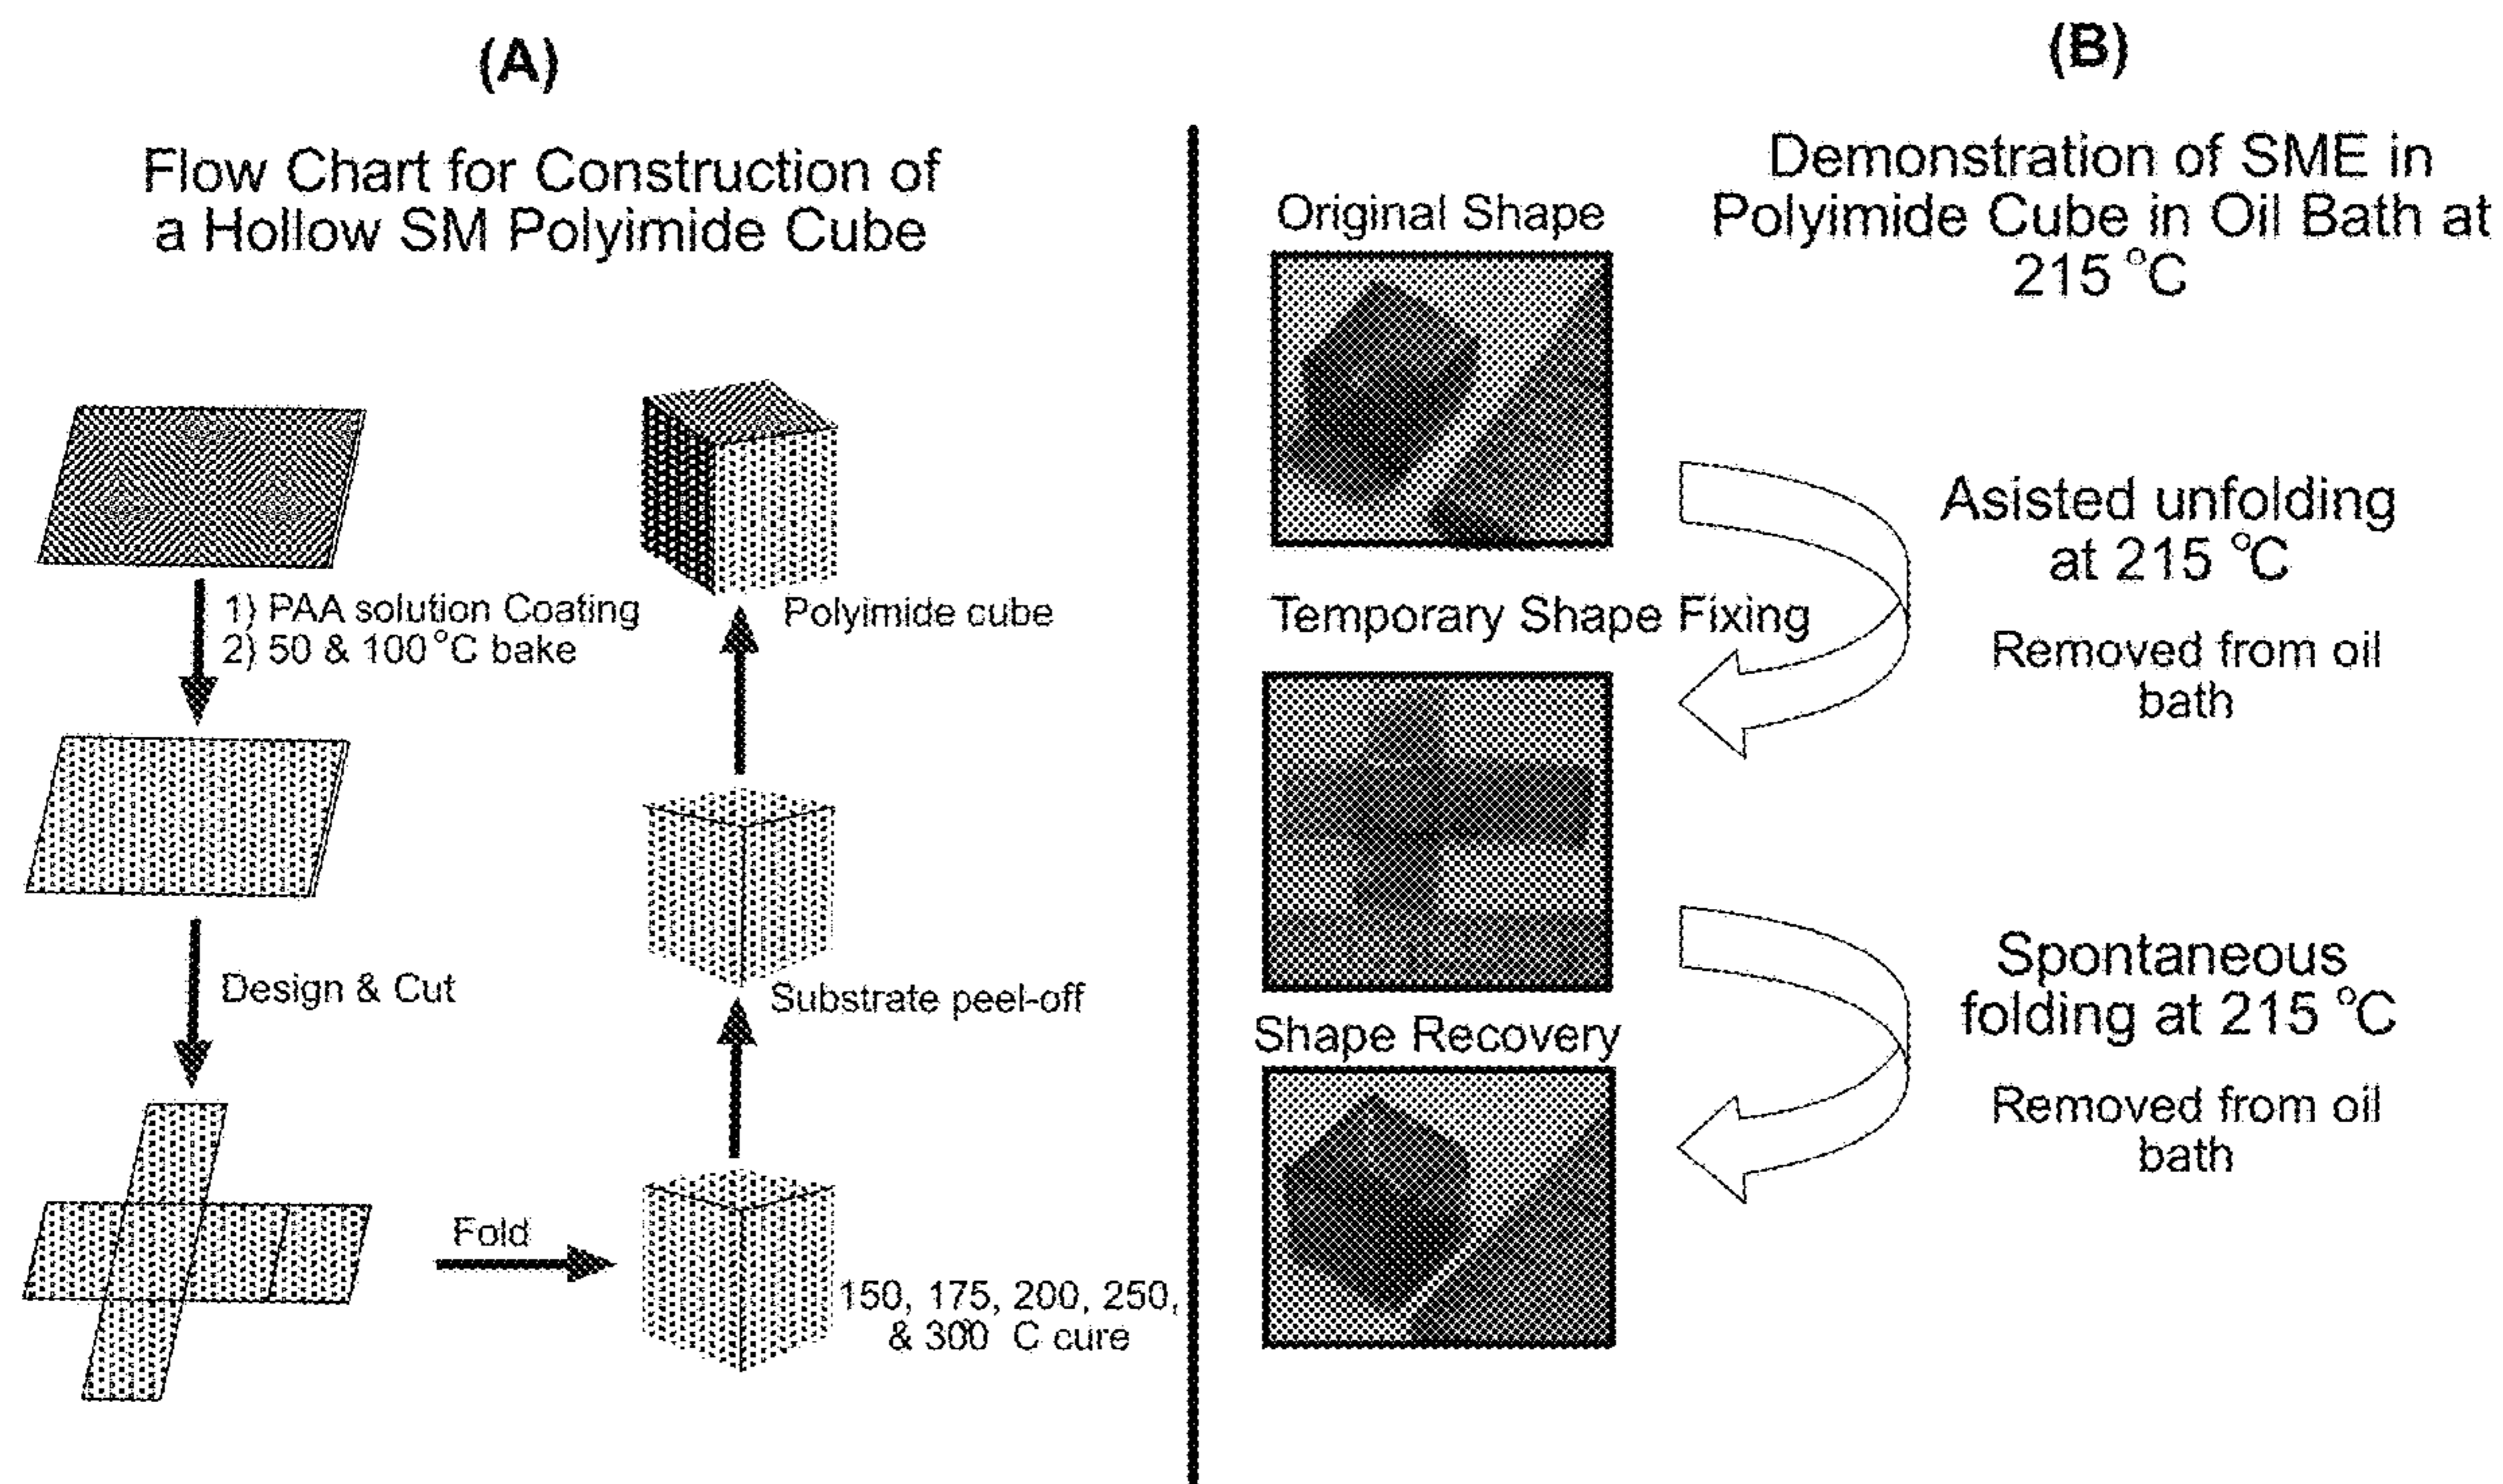 (A)
Flow Chart for Construction of
a Hollow SM Polyimide Cube
1) PAA solution Coating
2) 50 & 100 °C bake
Design & Cut
Fold
150, 175, 200, 250,
& 300 C cure
Substrate peel-off
Polyimide cube
(B)
Demonstration of SME in
Polyimide Cube in Oil Bath at
215 °C
Original Shape
Asisted unfolding
at 215 °C
Removed from oil
bath
Temporary Shape Fixing
Spontaneous
folding at 215 °C
Removed from oil
bath
Shape Recovery